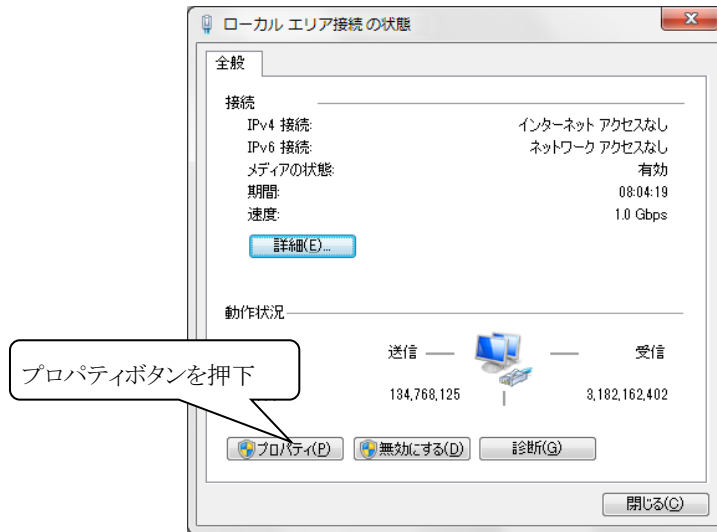 ローカル エリア接続の状態
全般
接続
IPv4 接続: インターネット アクセスなし
IPv6 接続: ネットワーク アクセスなし
メディアの状態: 有効
期間: 08:04:19
速度: 1.0 Gbps
詳細(E)...
動作状況
送信 受信
プロパティボタンを押下
134,768,125 3,182,162,402
プロパティ(P) 無効にする(D) 診断(G)
閉じる(C)